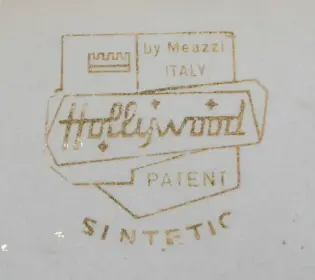 by Meazzi
ITALY
Hollywood
PATENT
SINTETIC